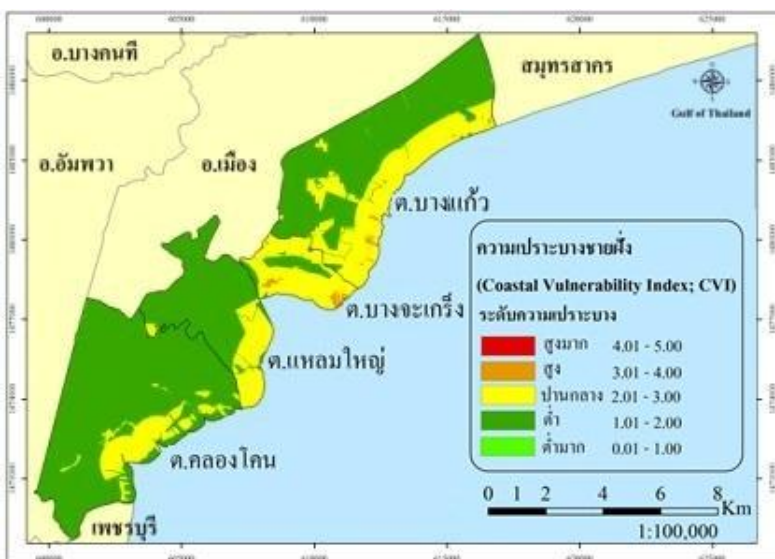 600000 605000 610000 615000 620000 625000
อ.บางคนที
สมุทรสาคร
Gulf of Thailand
อ.อัมพวา
อ.เมือง
ต.บางแก้ว
ต.บางจะเกร็ง
ต.แหลมใหญ่
ต.คลองโคน
เพชรบุรี
ความเปราะบางชายฝั่ง
(Coastal Vulnerability Index; CVI)
ระดับความเปราะบาง
สูงมาก 4.01 - 5.00
สูง 3.01 - 4.00
ปานกลาง 2.01 - 3.00
ต่ำ 1.01 - 2.00
ต่ำมาก 0.01 - 1.00
0 1 2 4 6 8
Km
1:100,000